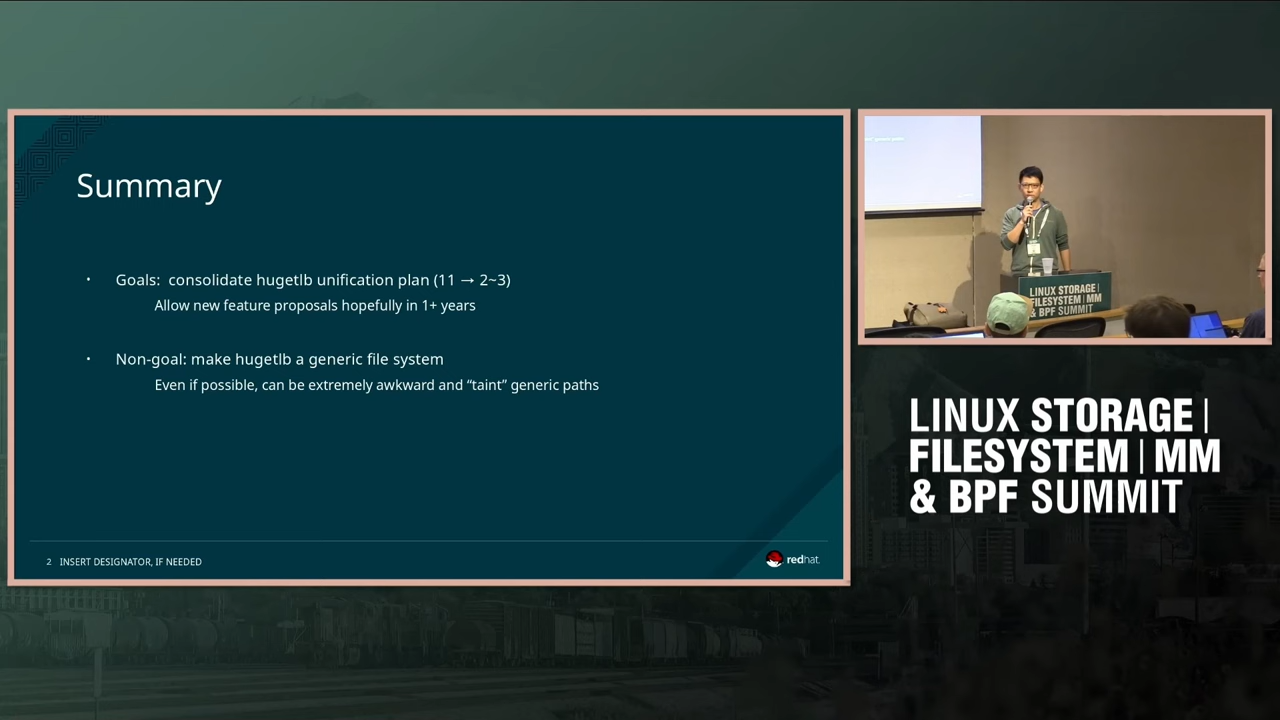 Summary
• Goals:  consolidate hugetlb unification plan (11 → 2~3)
Allow new feature proposals hopefully in 1+ years
• Non-goal: make hugetlb a generic file system
Even if possible, can be extremely awkward and “taint” generic paths
2 INSERT DESIGNATOR, IF NEEDED
redhat.
LINUX STORAGE |
FILESYSTEM | MM
& BPF SUMMIT
LINUX STORAGE |
FILESYSTEM | MM
& BPF SUMMIT